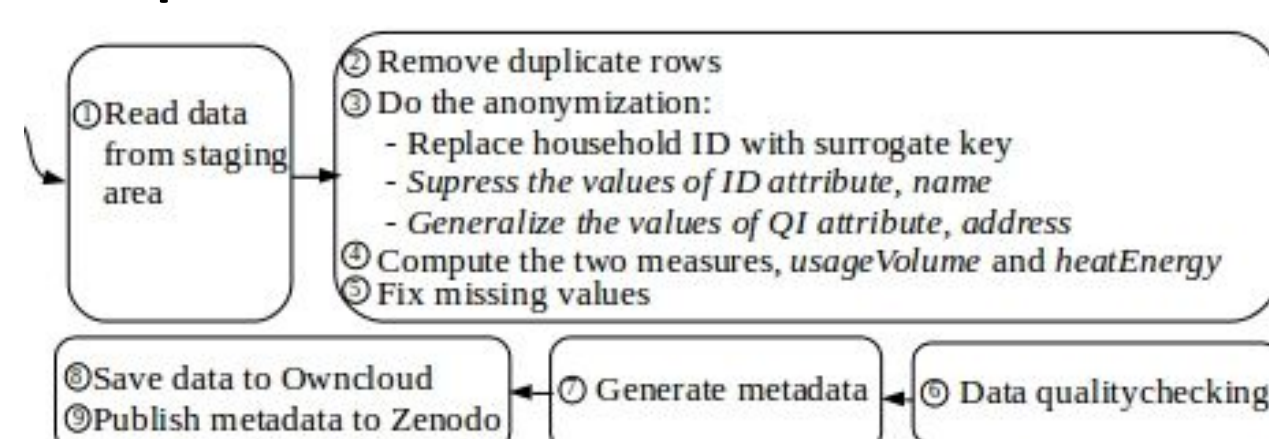 ①Read data
from staging
area
② Remove duplicate rows
③ Do the anonymization:
- Replace household ID with surrogate key
- Supress the values of ID attribute, name
- Generalize the values of QI attribute, address
④ Compute the two measures, usageVolume and heatEnergy
⑤ Fix missing values
⑥ Data qualitychecking
⑦ Generate metadata
⑧Save data to Owncloud
⑨Publish metadata to Zenodo